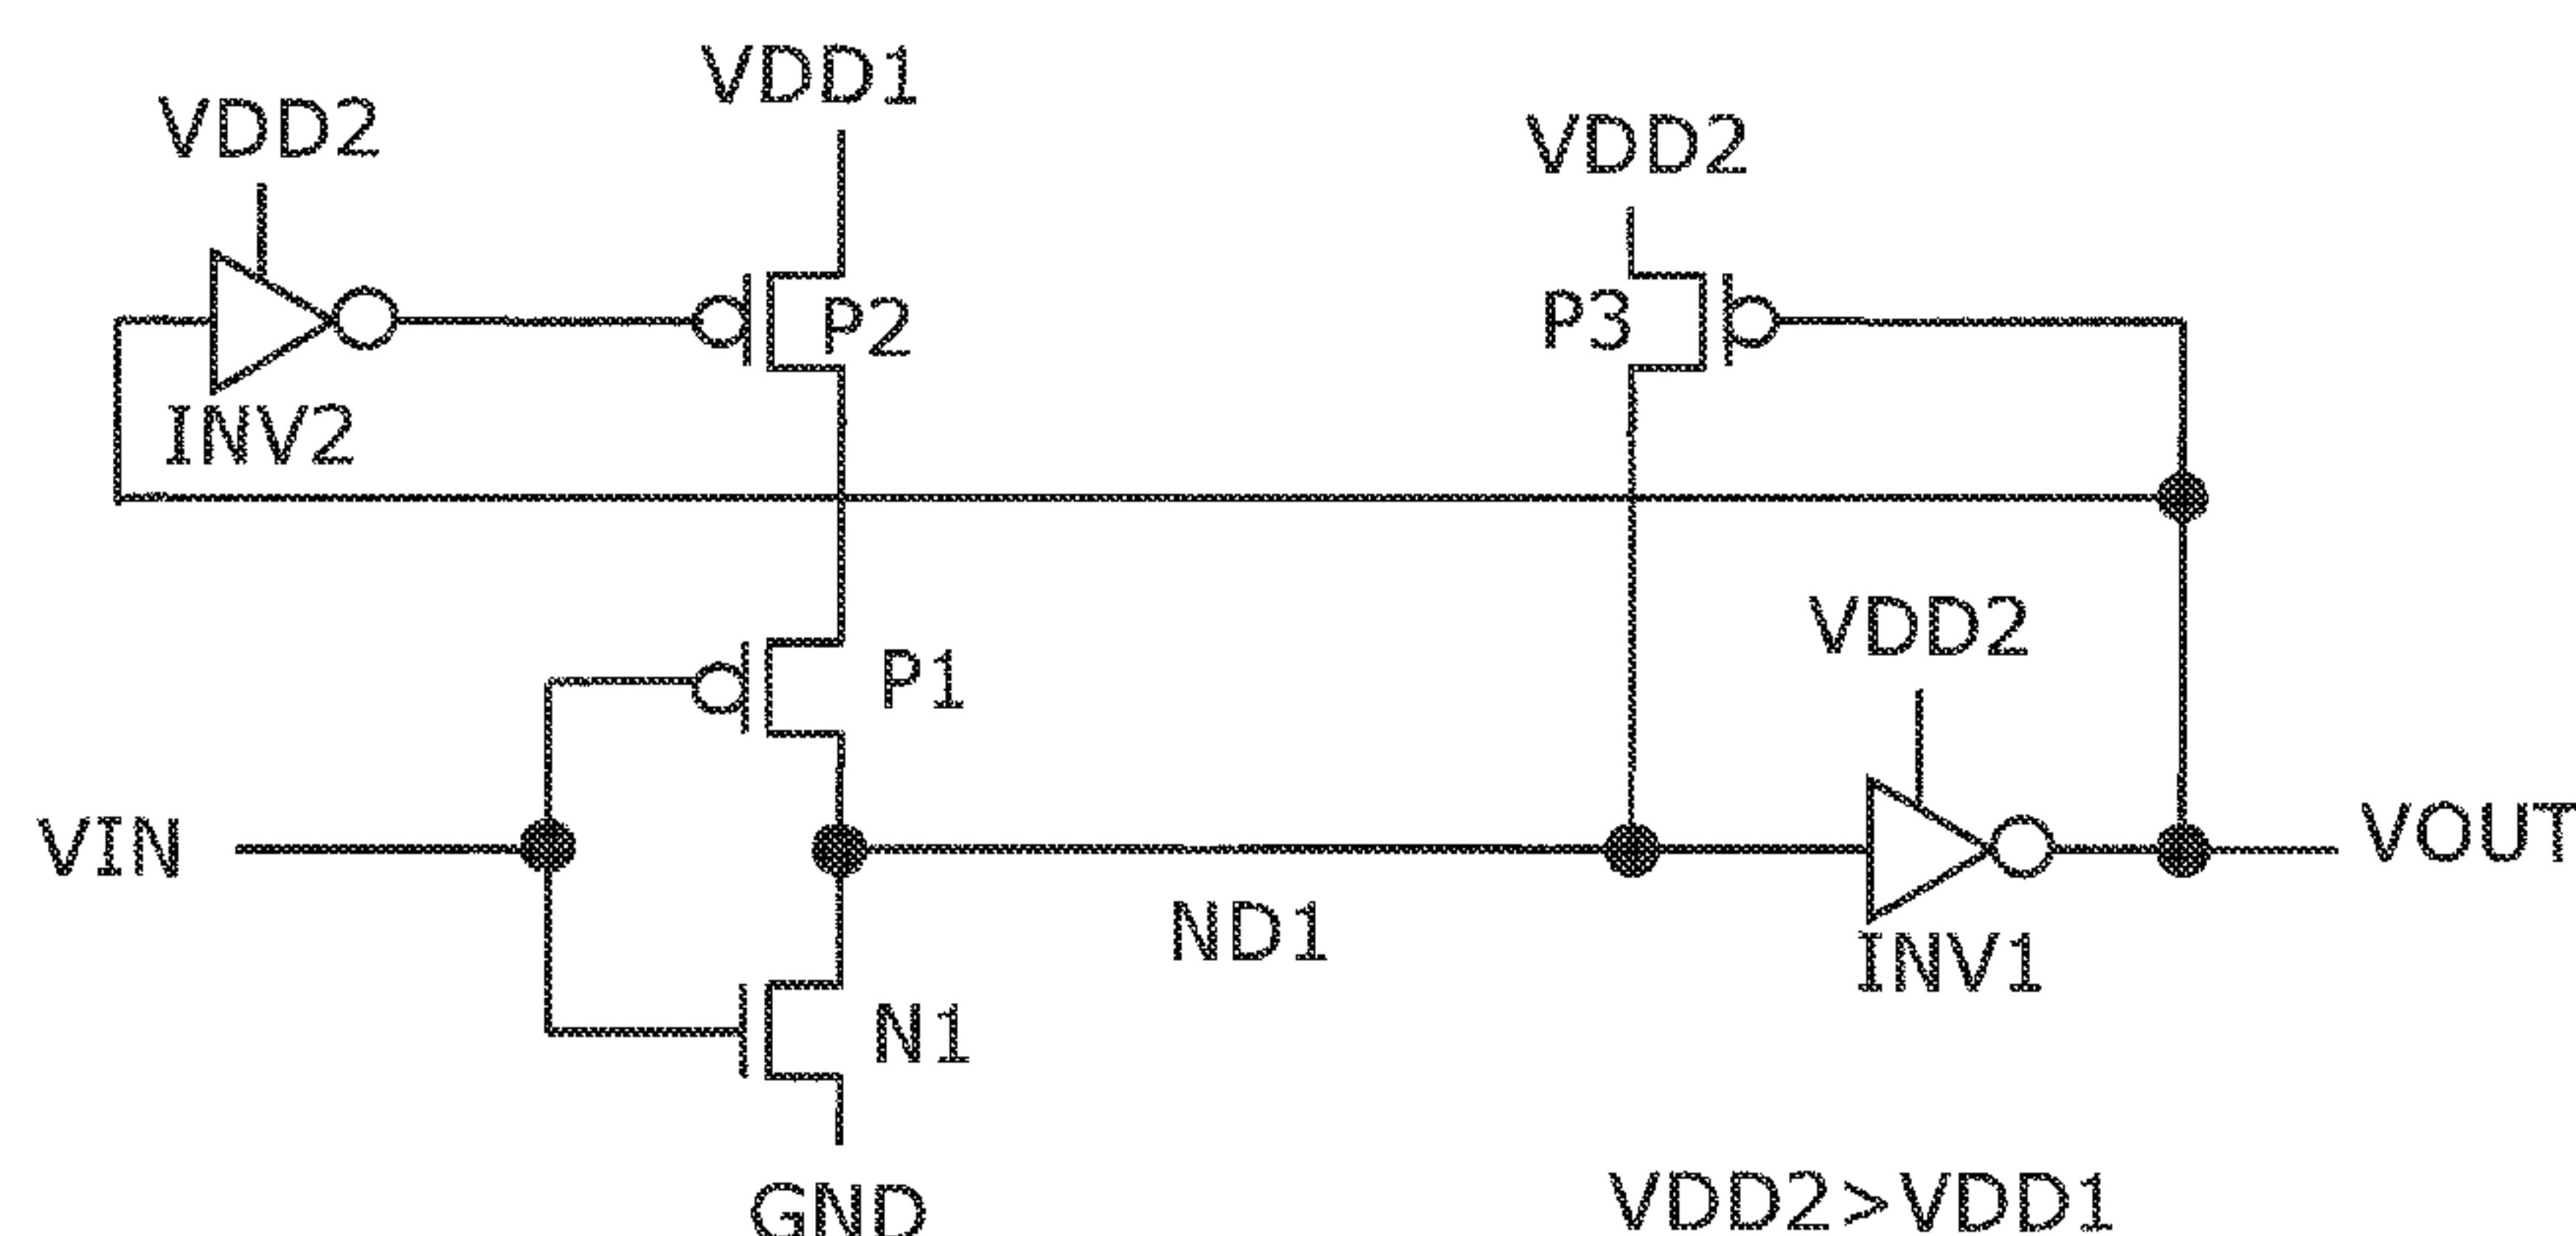 VDD1
VDD2
VDD2
P2
P3
INV2
VDD2
P1
VIN
VOUT
ND1
INV1
N1
GND
VDD2>VDD1